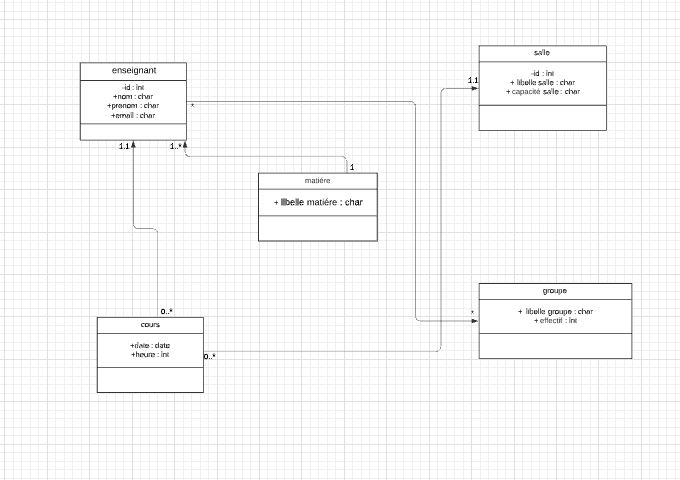 enseignant
-id : int
+nom : char
+prenom : char
+email : char
*
1.1
1..*
salle
-id : int
+ libelle salle : char
+ capacité salle : char
1.1
1
matiére
+ libelle matiére : char
groupe
+ libelle groupe : char
+ effectif : int
*
0..*
cours
+date : date
+heure : int
0..*